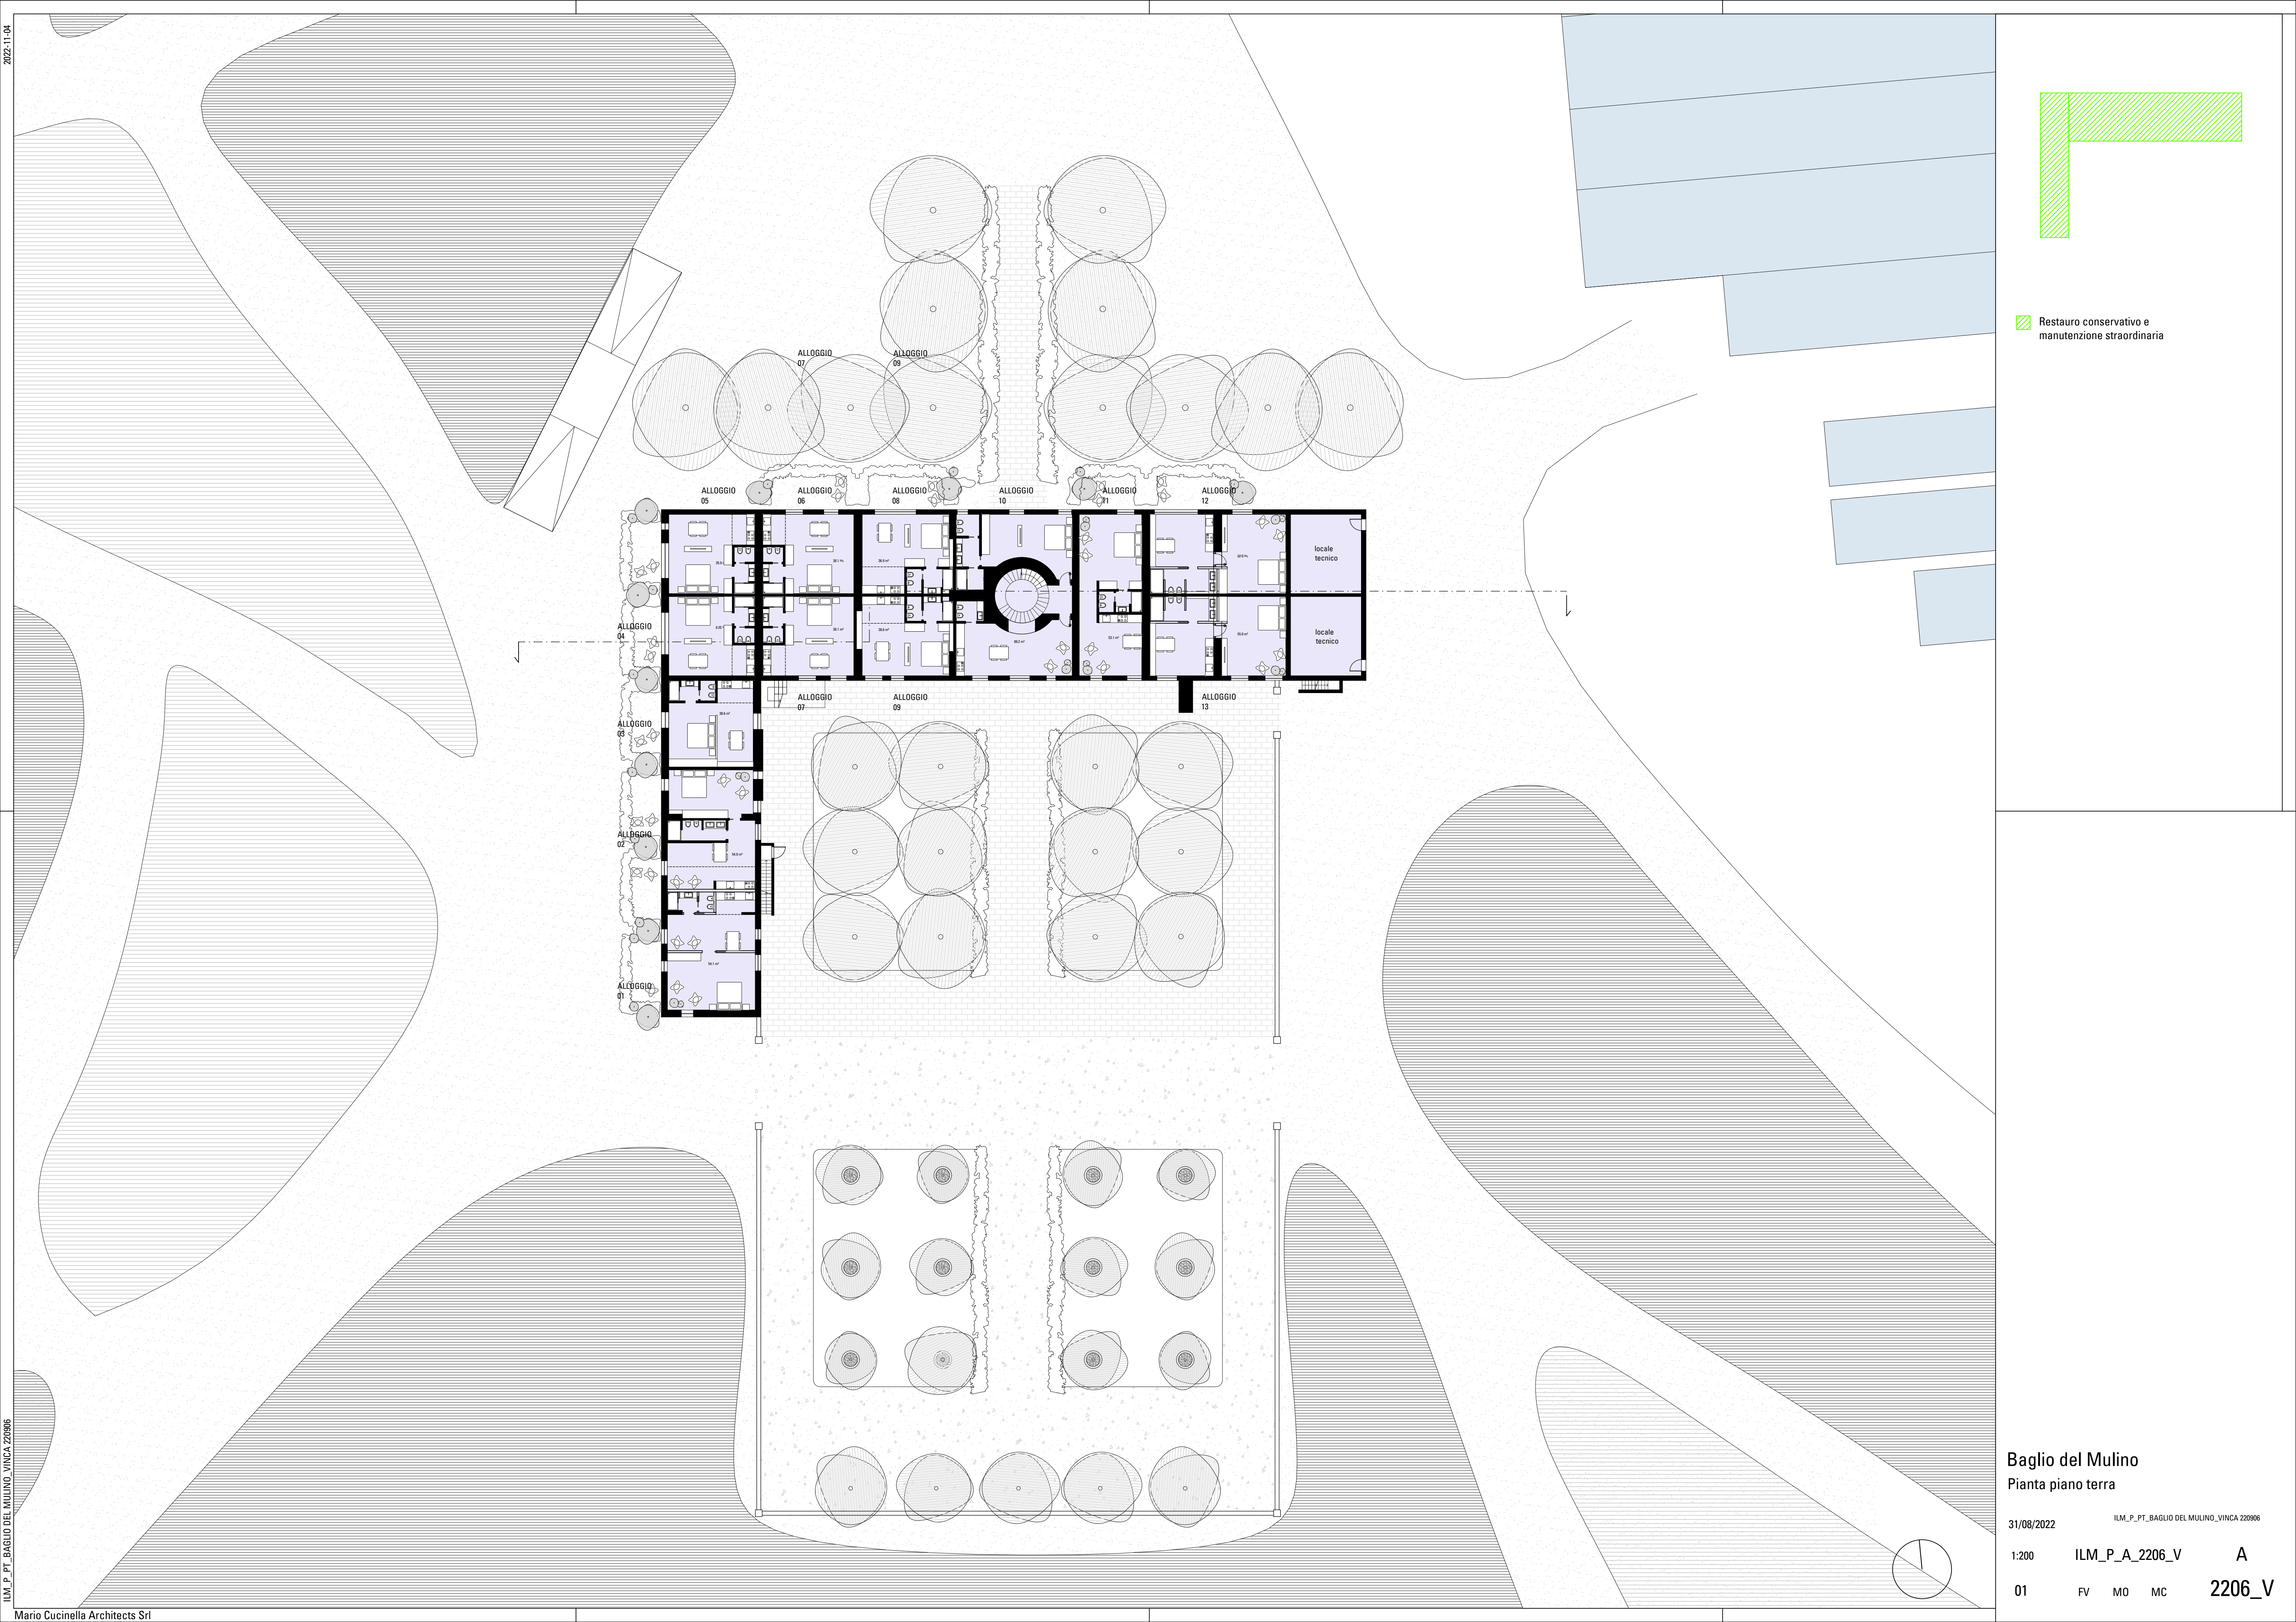 2022-11-04
Restauro conservativo e
manutenzione straordinaria
ALLOGGIO
07
ALLOGGIO
09
ALLOGGIO
05
ALLOGGIO
06
ALLOGGIO
08
ALLOGGIO
10
ALLOGGIO
11
ALLOGGIO
12
locale
tecnico
locale
tecnico
ALLOGGIO
04
ALLOGGIO
03
ALLOGGIO
02
ALLOGGIO
01
ALLOGGIO
07
ALLOGGIO
09
ALLOGGIO
13
ILM_P_PT_BAGLIO DEL MULINO_VINCA 220906
Mario Cucinella Architects Srl
Baglio del Mulino
Pianta piano terra
31/08/2022
ILM_P_PT_BAGLIO DEL MULINO_VINCA 220906
1:200
ILM_P_A_2206_V
A
01
FV
MO
MC
2206_V